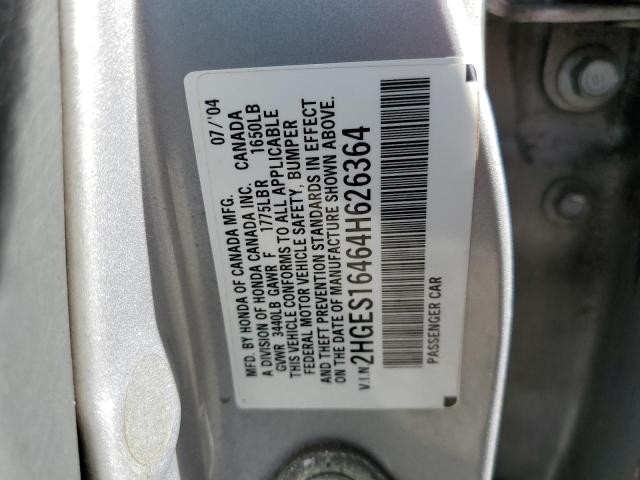 MFD. BY HONDA OF CANADA MFG. 07/'04
A DIVISION OF HONDA CANADA INC. CANADA
GVWR 3440LB GAWR F 1775LBR 1650LB
THIS VEHICLE CONFORMS TO ALL APPLICABLE
FEDERAL MOTOR VEHICLE SAFETY, BUMPER
AND THEFT PREVENTION STANDARDS IN EFFECT
ON THE DATE OF MANUFACTURE SHOWN ABOVE.
V.I.N. 2HGES16464H626364
PASSENGER CAR